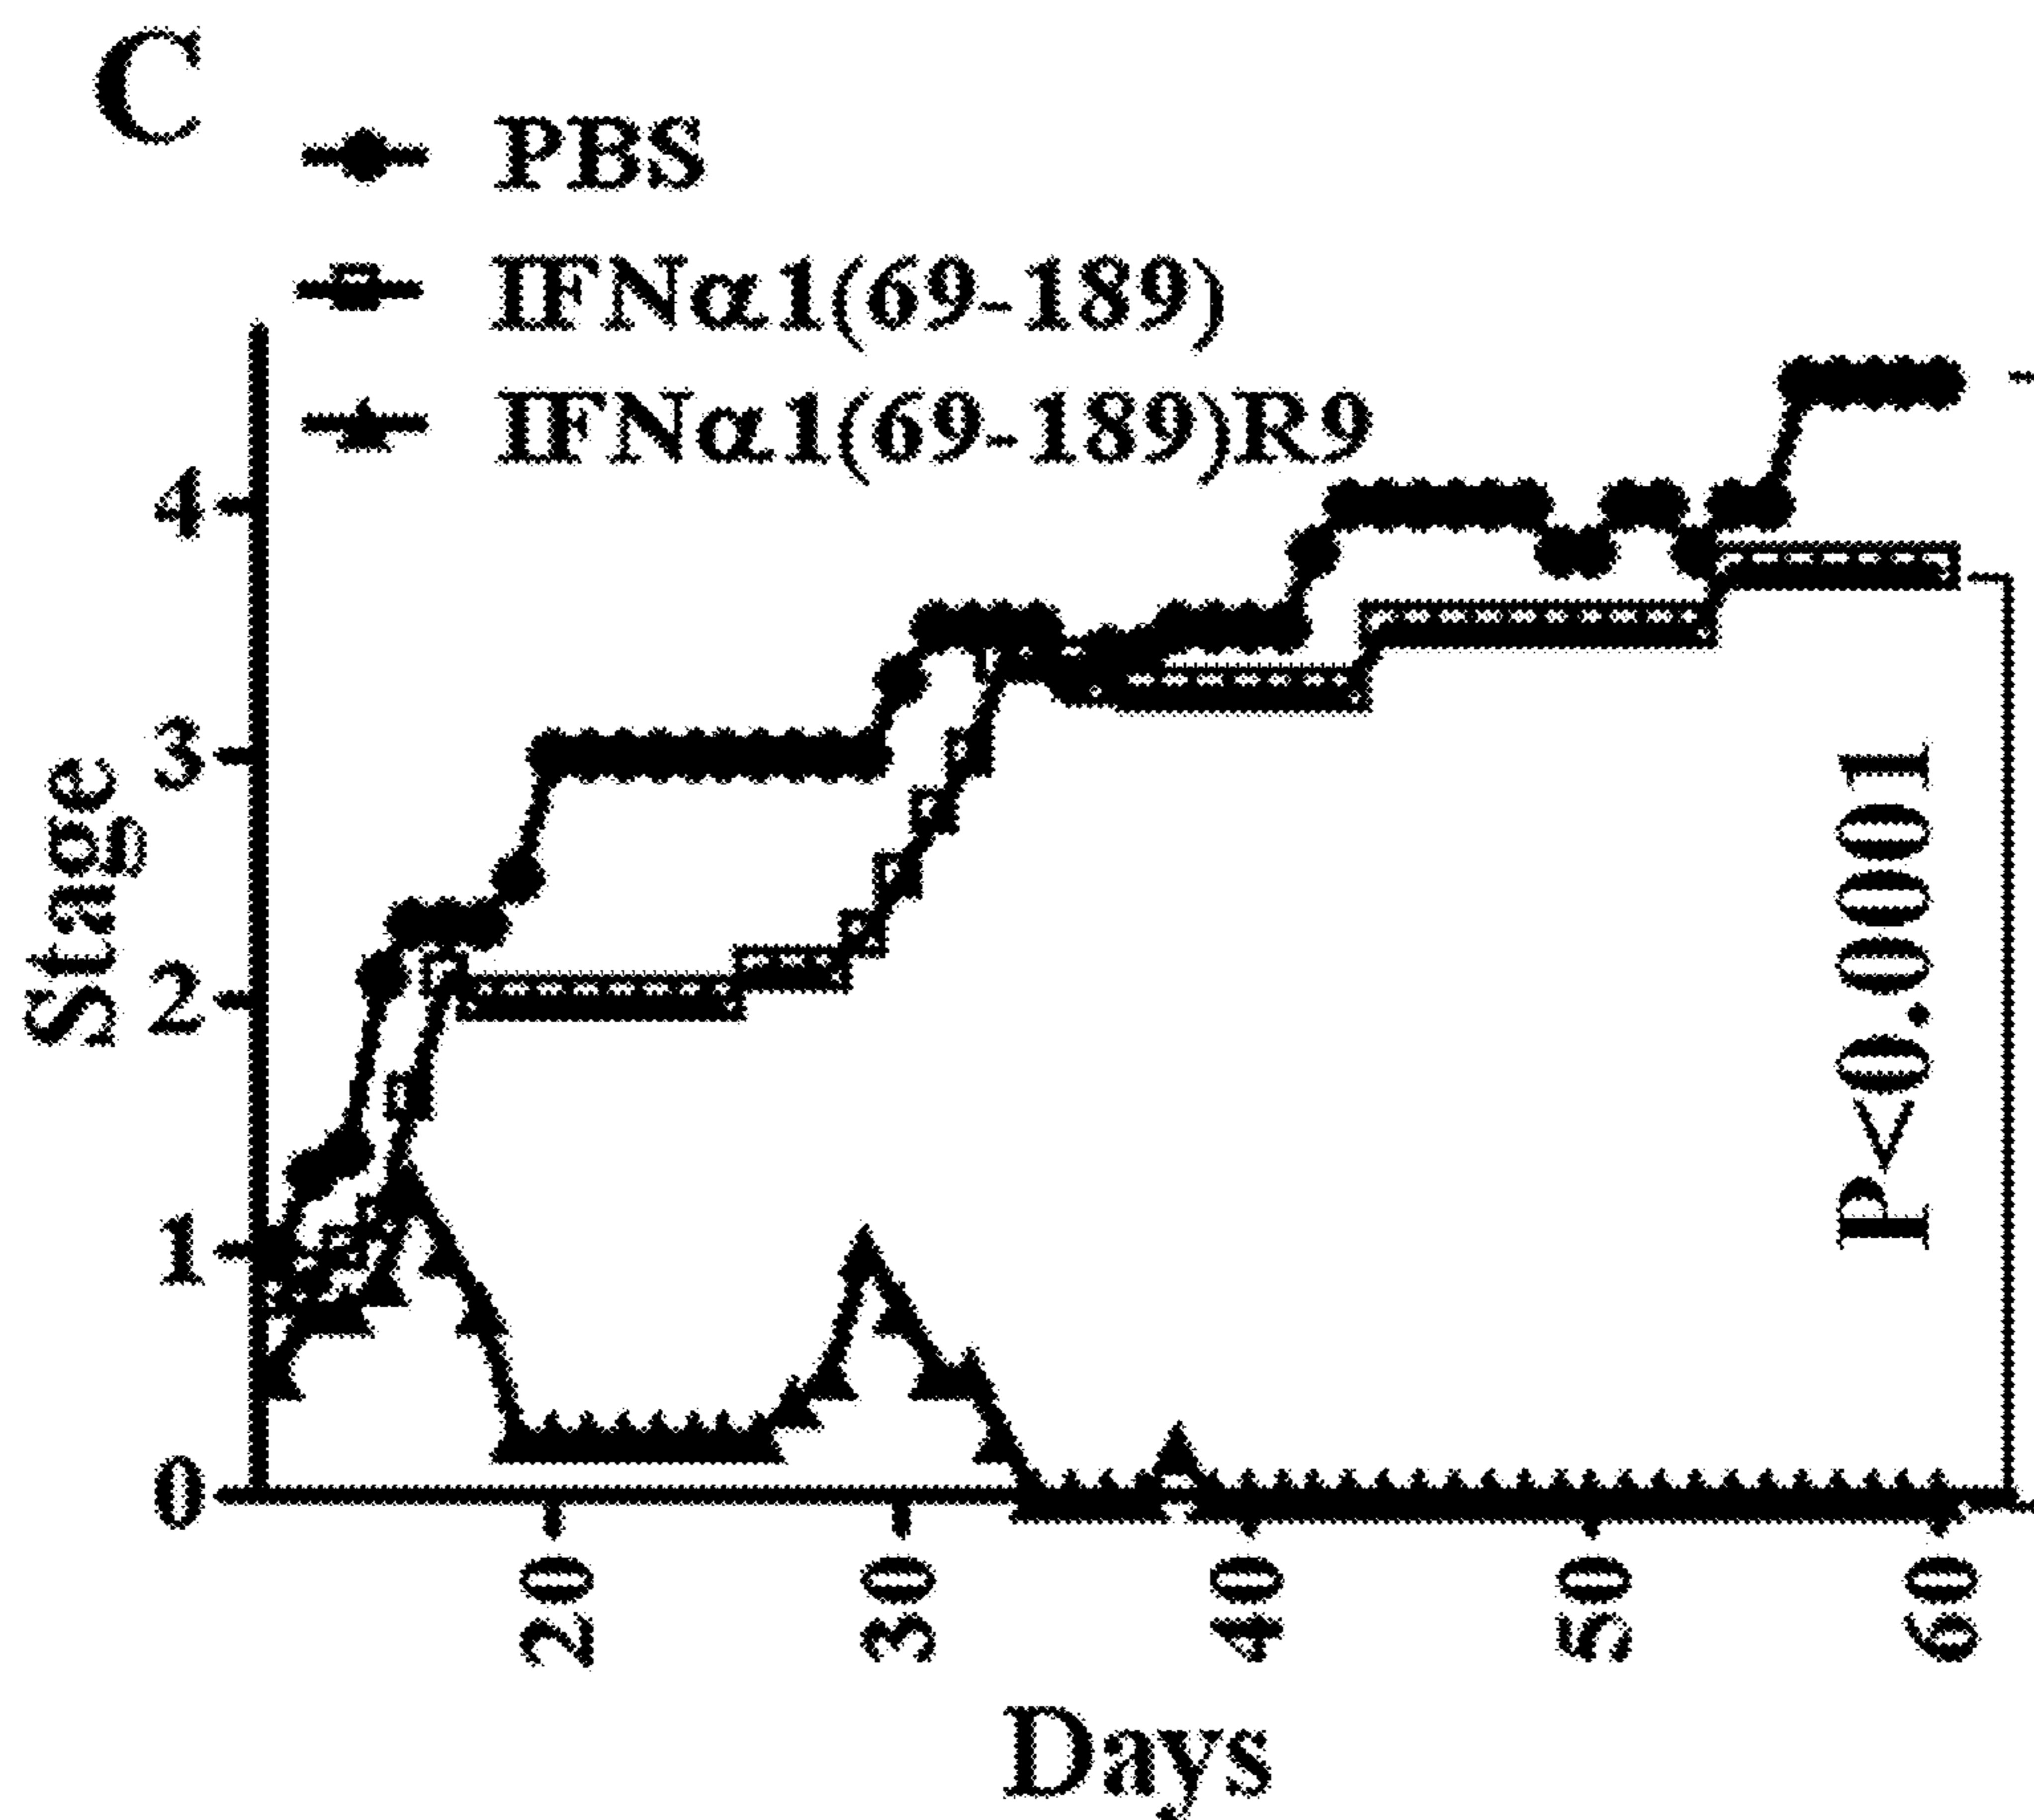 C
PBS
IFNα1(69-189)
IFNα1(69-189)R9
Stage
4
3
2
1
0
P<0.0001
20 30 40 50 60
Days